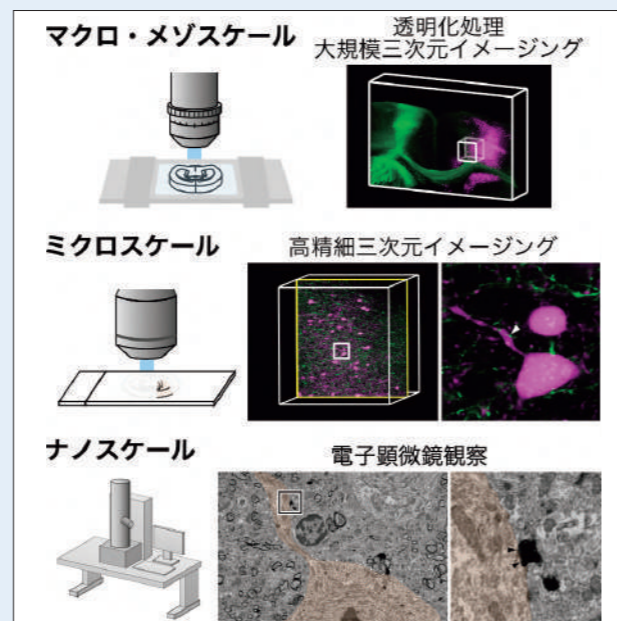 マクロ・メゾスケール
透明化処理
大規模三次元イメージング
ミクロスケール
高精細三次元イメージング
ナノスケール
電子顕微鏡観察